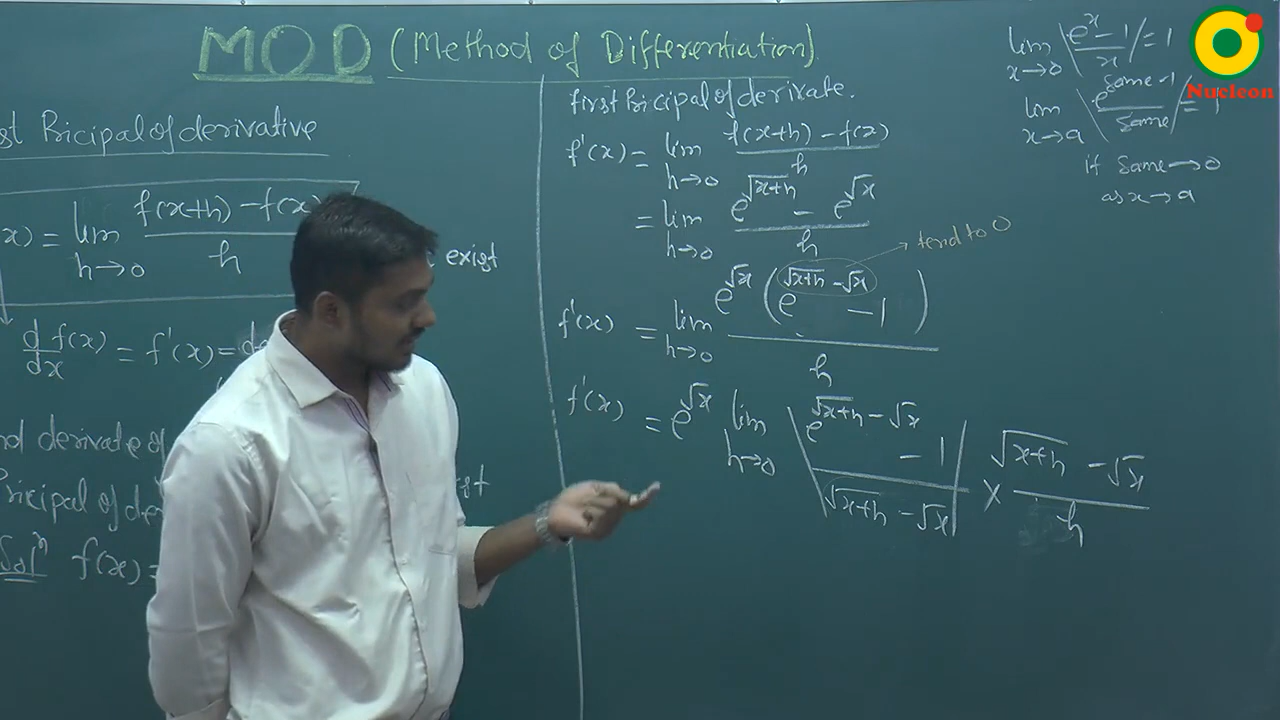 MOD (Method of Differentiation)
st Pricipal of derivative
x) = lim h→0 f(x+h) - f(x) / h
exist
d/dx f(x) = f'(x) =
nd derivate of
Pricipal of der
Solⁿ f(x) =
first Pricipal of derivate.
f'(x) = lim h→0 f(x+h) - f(x) / h
= lim h→0 e^√(x+h) - e^√x / h
→ tend to 0
f'(x) = lim h→0 e^√x (e^(√(x+h) - √x) - 1) / h
f'(x) = e^√x lim h→0 | e^(√(x+h) - √x) - 1 / √(x+h) - √x | × √(x+h) - √x / h
lim x→0 | e^x - 1 / x | = 1
lim x→a | e^same - 1 / same | = 1
if same → 0
as x → a
Nucleon